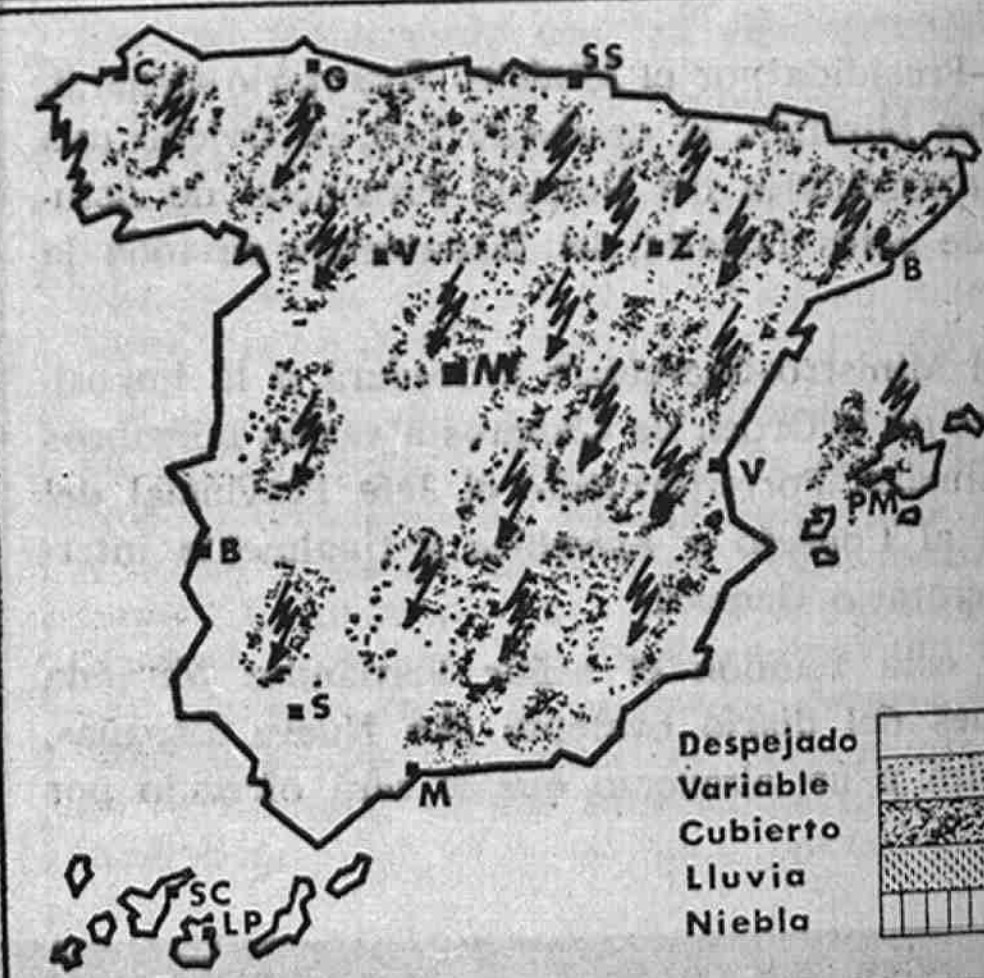 C
G
SS
V
Z
B
M
V
PM
B
S
M
SC
LP
Despejado
Variable
Cubierto
Lluvia
Niebla